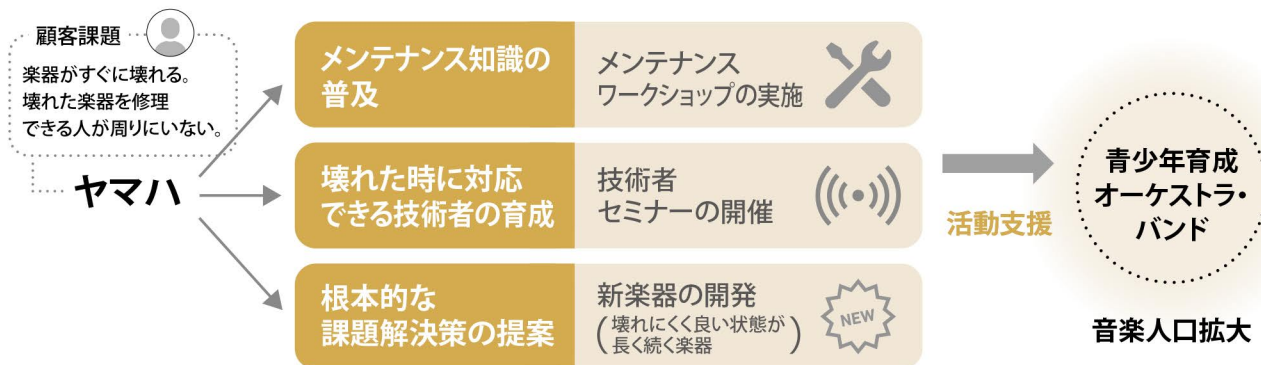 顧客課題
楽器がすぐに壊れる。
壊れた楽器を修理
できる人が周りにいない。
ヤマハ
メンテナンス知識の
普及
メンテナンス
ワークショップの実施
壊れた時に対応
できる技術者の育成
技術者
セミナーの開催
根本的な
課題解決策の提案
新楽器の開発
(壊れにくく良い状態が
長く続く楽器)
NEW
活動支援
青少年育成
オーケストラ・
バンド
音楽人口拡大